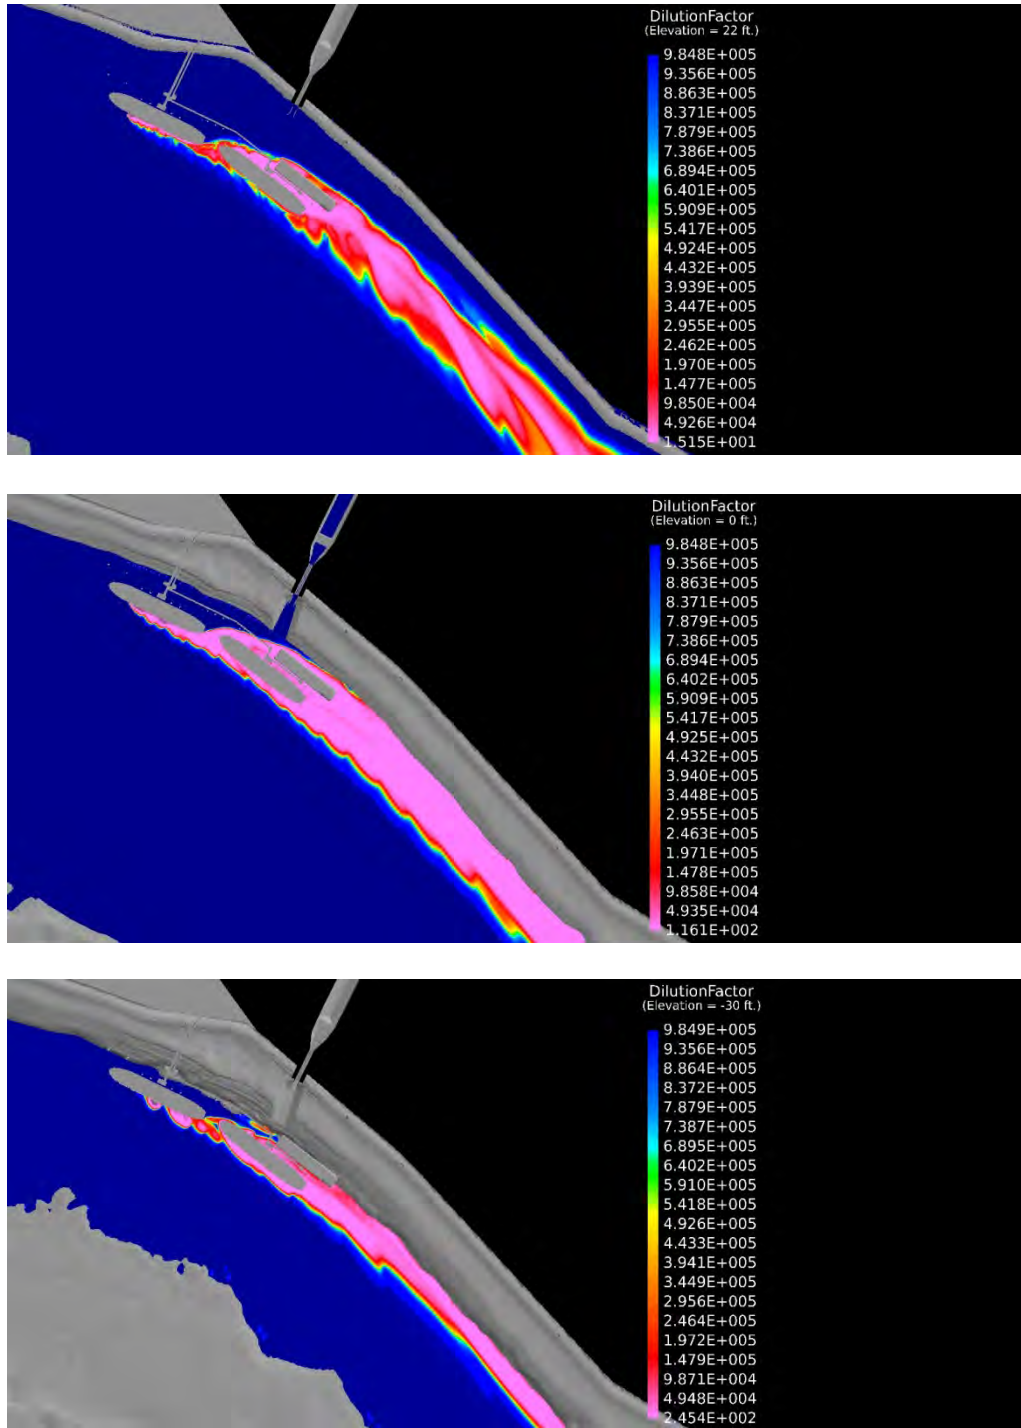 DilutionFactor
(Elevation = 22 ft.)
9.848E+005
9.356E+005
8.863E+005
8.371E+005
7.879E+005
7.386E+005
6.894E+005
6.401E+005
5.909E+005
5.417E+005
4.924E+005
4.432E+005
3.939E+005
3.447E+005
2.955E+005
2.462E+005
1.970E+005
1.477E+005
9.850E+004
4.926E+004
1.515E+001
DilutionFactor
(Elevation = 0 ft.)
9.848E+005
9.356E+005
8.863E+005
8.371E+005
7.879E+005
7.386E+005
6.894E+005
6.402E+005
5.909E+005
5.417E+005
4.925E+005
4.432E+005
3.940E+005
3.448E+005
2.955E+005
2.463E+005
1.971E+005
1.478E+005
9.858E+004
4.935E+004
1.161E+002
DilutionFactor
(Elevation = -30 ft.)
9.849E+005
9.356E+005
8.864E+005
8.372E+005
7.879E+005
7.387E+005
6.895E+005
6.402E+005
5.910E+005
5.418E+005
4.926E+005
4.433E+005
3.941E+005
3.449E+005
2.956E+005
2.464E+005
1.972E+005
1.479E+005
9.871E+004
4.948E+004
2.454E+002